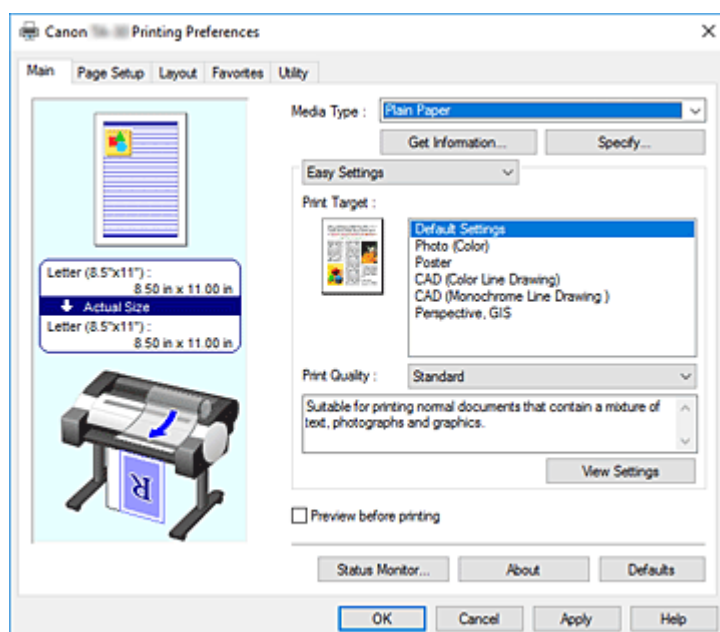 Canon Printing Preferences
Main Page Setup Layout Favorites Utility
Media Type : Plain Paper
Get Information... Specify...
Easy Settings
Print Target :
Default Settings
Photo (Color)
Poster
CAD (Color Line Drawing)
CAD (Monochrome Line Drawing )
Perspective, GIS
Letter (8.5"x11") :
8.50 in x 11.00 in
Actual Size
Letter (8.5"x11") :
8.50 in x 11.00 in
R
Print Quality : Standard
Suitable for printing normal documents that contain a mixture of
text, photographs and graphics.
View Settings
Preview before printing
Status Monitor... About Defaults
OK Cancel Apply Help